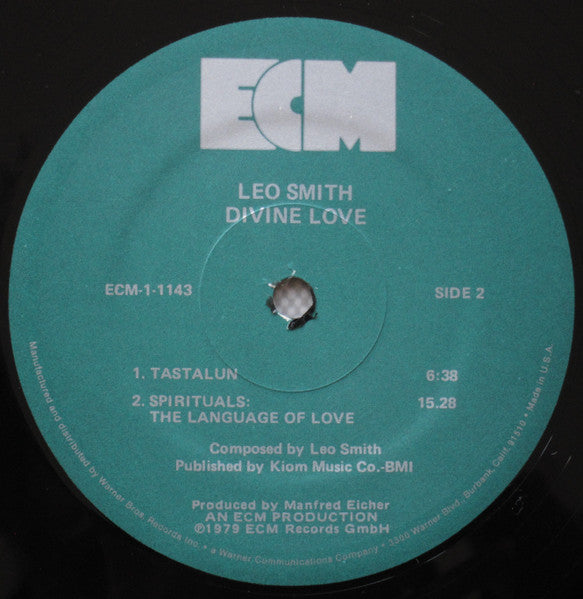 ECM
LEO SMITH
DIVINE LOVE
ECM-1-1143
SIDE 2
1. TASTALUN 6:38
2. SPIRITUALS: 15.28
THE LANGUAGE OF LOVE
Composed by Leo Smith
Published by Kiom Music Co.-BMI
Produced by Manfred Eicher
AN ECM PRODUCTION
℗1979 ECM Records GmbH
Manufactured and distributed by Warner Bros. Records Inc. • a Warner Communications Company • 3300 Warner Blvd., Burbank, Calif. 91510 • Made in U.S.A.